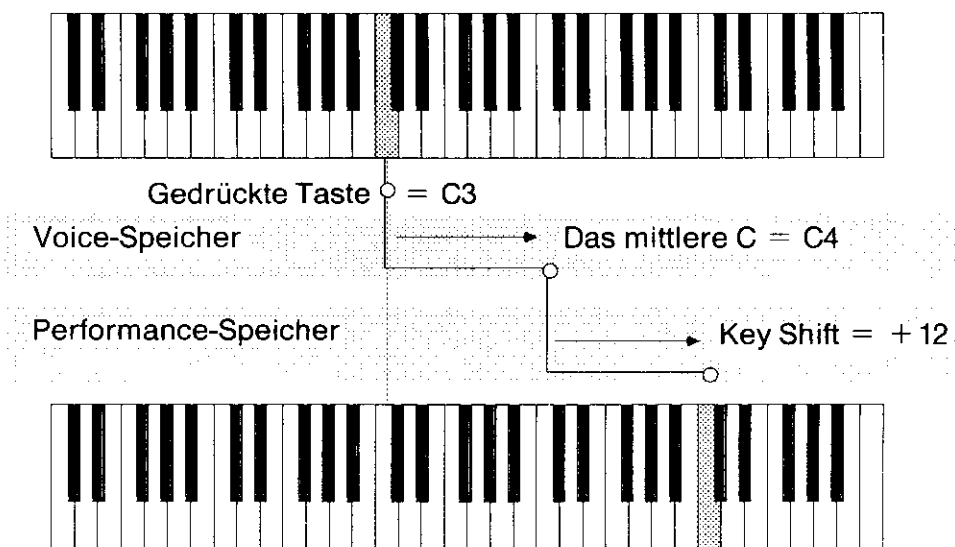 Gedrückte Taste = C3
Voice-Speicher
Das mittlere C = C4
Performance-Speicher
Key Shift = +12